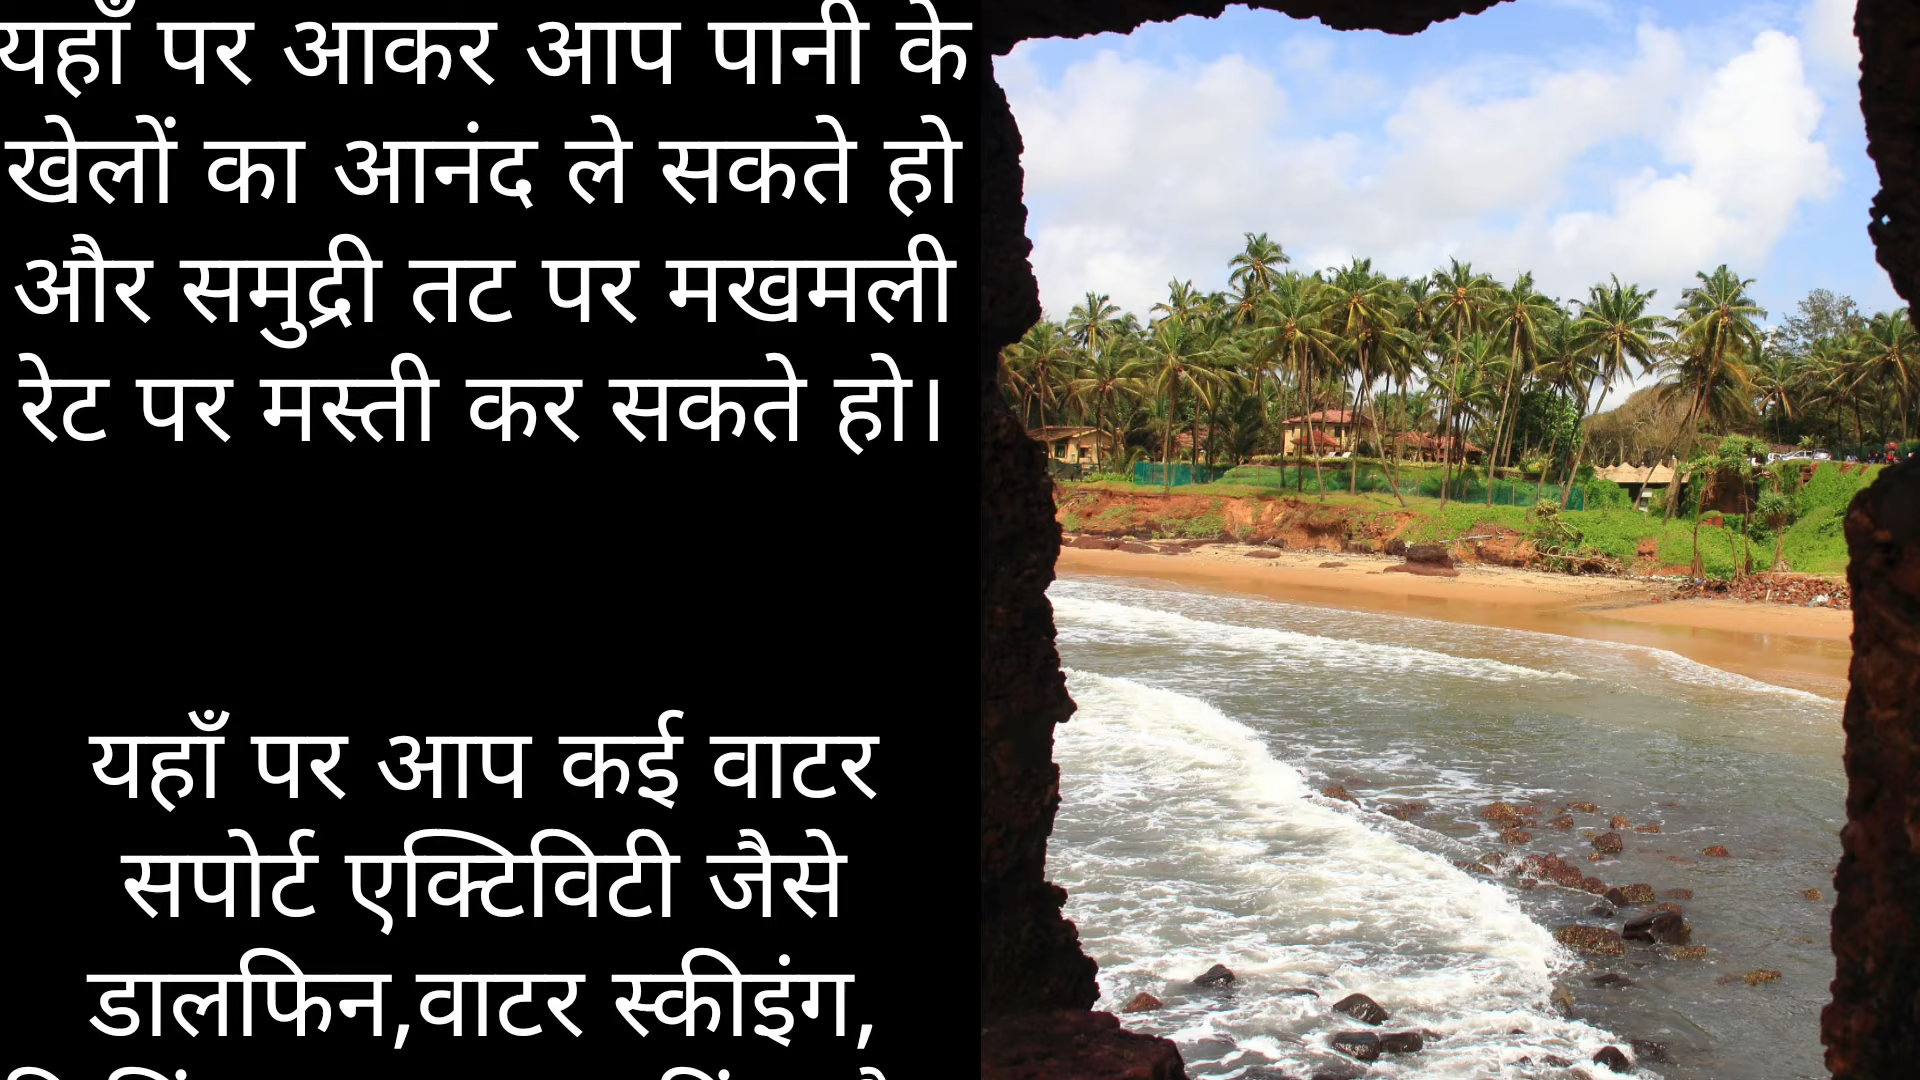 यहाँ पर आकर आप पानी के
खेलों का आनंद ले सकते हो
और समुद्री तट पर मखमली
रेट पर मस्ती कर सकते हो।
यहाँ पर आप कई वाटर
सपोर्ट एक्टिविटी जैसे
डालफिन,वाटर स्कीइंग,